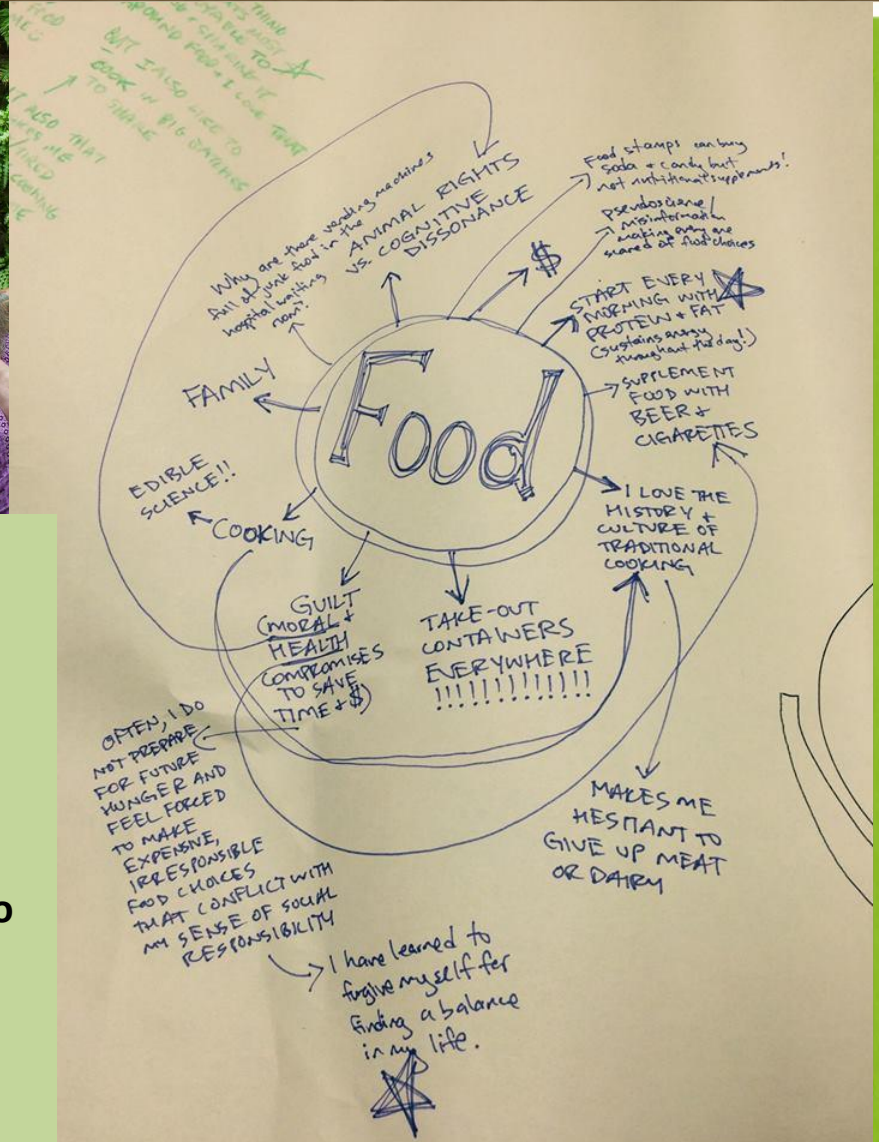 FOOD
BUT I ALSO LIKE TO
COOK IN BIG BATCHES
TO SHARE
ALSO THAT
ME
Why are there vending machines
full of junk food in the
hospital waiting
room?
ANIMAL RIGHTS
VS. COGNITIVE
DISSONANCE
Food stamps can buy
soda & candy but
not nutritional supplements!
$
pseudoscience/
misinformation
making everyone
scared of food choices
START EVERY
MORNING WITH
PROTEIN & FAT
(sustains energy
throughout the day!)
SUPPLEMENT
FOOD WITH
BEER &
CIGARETTES
FAMILY
Food
EDIBLE
SCIENCE!!
COOKING
I LOVE THE
HISTORY &
CULTURE OF
TRADITIONAL
COOKING
GUILT
(MORAL &
HEALTH
COMPROMISES
TO SAVE
TIME & $)
TAKE-OUT
CONTAINERS
EVERYWHERE
!!!!!!!!!!!!
OFTEN, I DO
NOT PREPARE
FOR FUTURE
HUNGER AND
FEEL FORCED
TO MAKE
EXPENSIVE,
IRRESPONSIBLE
FOOD CHOICES
THAT CONFLICT WITH
MY SENSE OF SOCIAL
RESPONSIBILITY
MAKES ME
HESITANT TO
GIVE UP MEAT
OR DAIRY
I have learned to
forgive myself for
finding a balance
in my life.